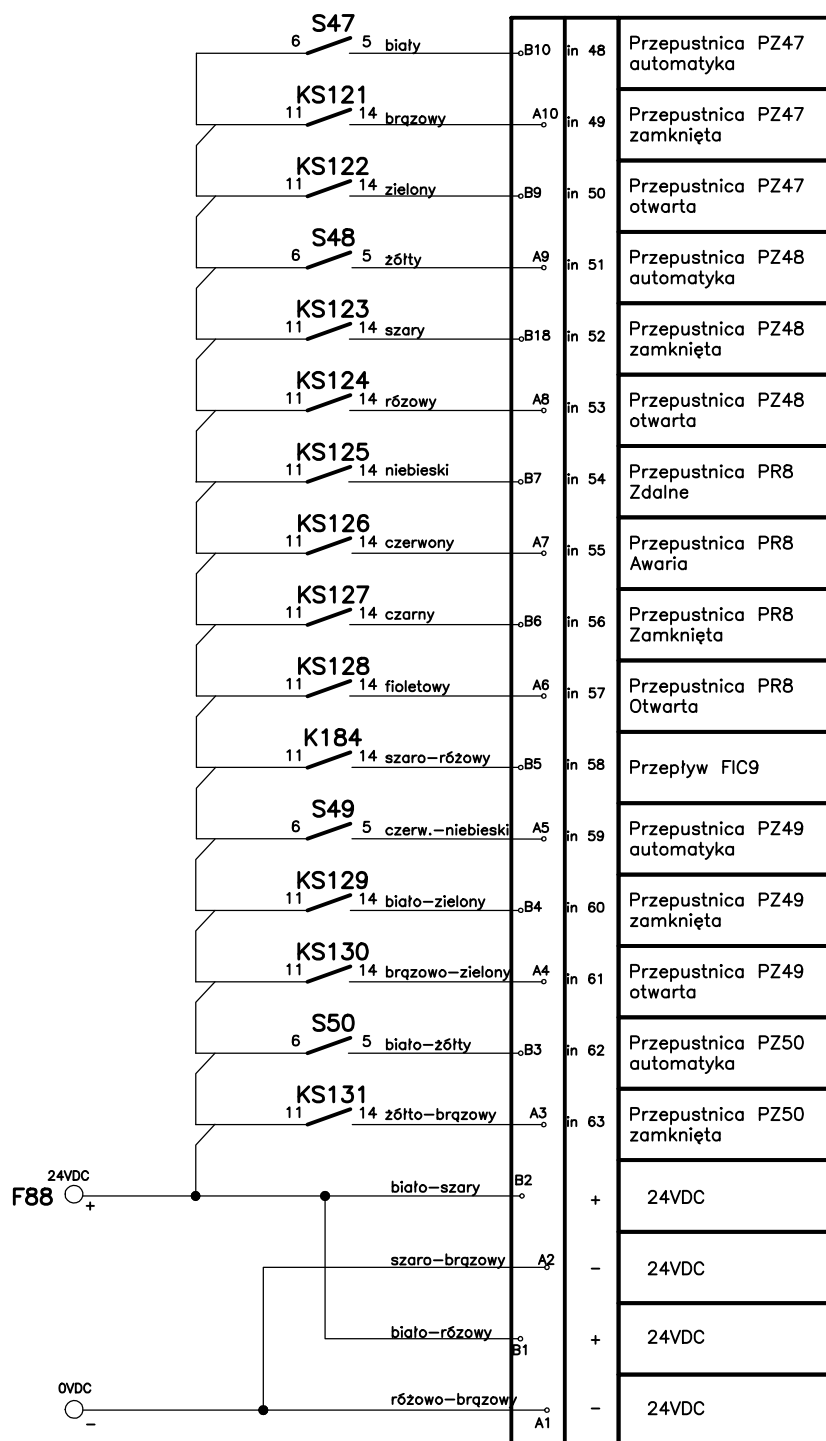 S47
6 5 biały B10 in 48 Przepustnica PZ47
automatyka
KS121
11 14 brązowy A10 in 49 Przepustnica PZ47
zamknięta
KS122
11 14 zielony B9 in 50 Przepustnica PZ47
otwarta
S48
6 5 żółty A9 in 51 Przepustnica PZ48
automatyka
KS123
11 14 szary B18 in 52 Przepustnica PZ48
zamknięta
KS124
11 14 różowy A8 in 53 Przepustnica PZ48
otwarta
KS125
11 14 niebieski B7 in 54 Przepustnica PR8
Zdalne
KS126
11 14 czerwony A7 in 55 Przepustnica PR8
Awaria
KS127
11 14 czarny B6 in 56 Przepustnica PR8
Zamknięta
KS128
11 14 fioletowy A6 in 57 Przepustnica PR8
Otwarta
K184
11 14 szaro-różowy B5 in 58 Przepływ FIC9
S49
6 5 czerw.-niebieski A5 in 59 Przepustnica PZ49
automatyka
KS129
11 14 biało-zielony B4 in 60 Przepustnica PZ49
zamknięta
KS130
11 14 brązowo-zielony A4 in 61 Przepustnica PZ49
otwarta
S50
6 5 biało-żółty B3 in 62 Przepustnica PZ50
automatyka
KS131
11 14 żółto-brązowy A3 in 63 Przepustnica PZ50
zamknięta
24VDC
F88 + biało-szary B2 + 24VDC
szaro-brązowy A2 - 24VDC
biało-różowy B1 + 24VDC
0VDC
- różowo-brązowy A1 - 24VDC